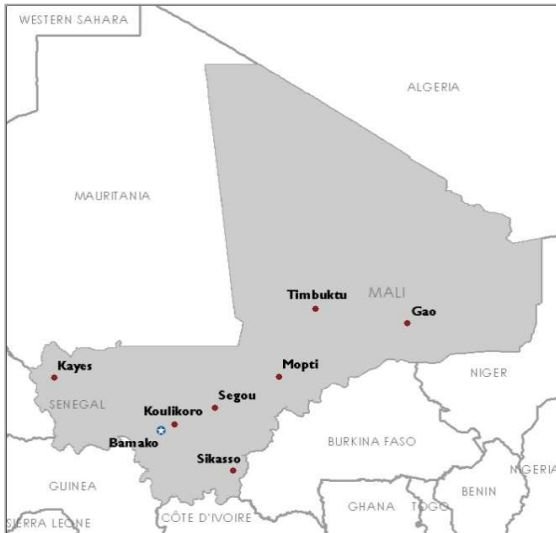 WESTERN SAHARA
ALGERIA
MAURITANIA
Timbuktu
MALI
Gao
Kayes
Mopti
NIGER
SENEGAL
Segou
Koulikoro
Bamako
BURKINA FASO
Sikasso
NIGERIA
GUINEA
BENIN
GHANA
TOGO
SIERRA LEONE
CÔTE D'IVOIRE